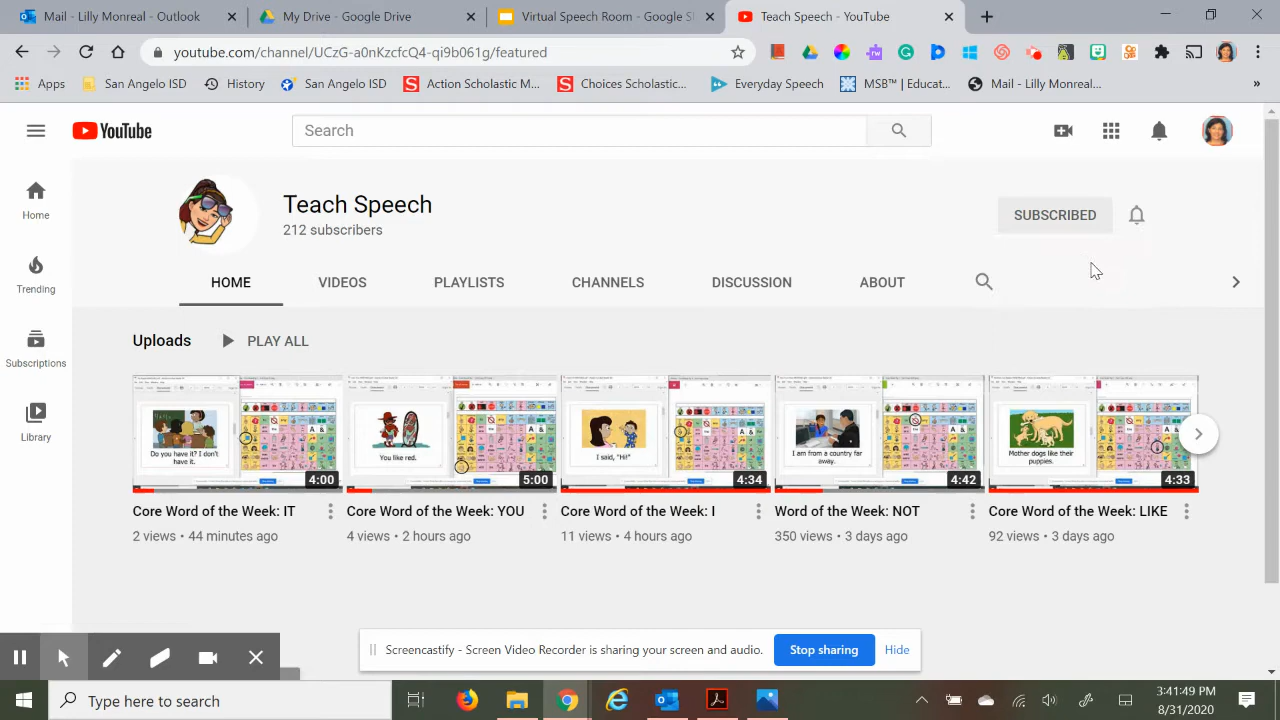 Mail - Lilly Monreal - Outlook
My Drive - Google Drive
Virtual Speech Room - Google Sl
Teach Speech - YouTube
youtube.com/channel/UCzG-a0nKzcfcQ4-qi9b061g/featured
Apps
San Angelo ISD
History
San Angelo ISD
Action Scholastic M...
Choices Scholastic...
Everyday Speech
MSB™ | Educat...
Mail - Lilly Monreal...
»
YouTube
Search
Home
Trending
Subscriptions
Library
Teach Speech
212 subscribers
SUBSCRIBED
HOME
VIDEOS
PLAYLISTS
CHANNELS
DISCUSSION
ABOUT
Uploads
PLAY ALL
Do you have it? I don't
have it.
4:00
You like red.
5:00
I said, "Hi!"
4:34
I am from a country far
away.
4:42
Mother dogs like their
puppies.
4:33
Core Word of the Week: IT
2 views • 44 minutes ago
Core Word of the Week: YOU
4 views • 2 hours ago
Core Word of the Week: I
11 views • 4 hours ago
Word of the Week: NOT
350 views • 3 days ago
Core Word of the Week: LIKE
92 views • 3 days ago
Screencastify - Screen Video Recorder is sharing your screen and audio.
Stop sharing
Hide
Type here to search
3:41:49 PM
8/31/2020